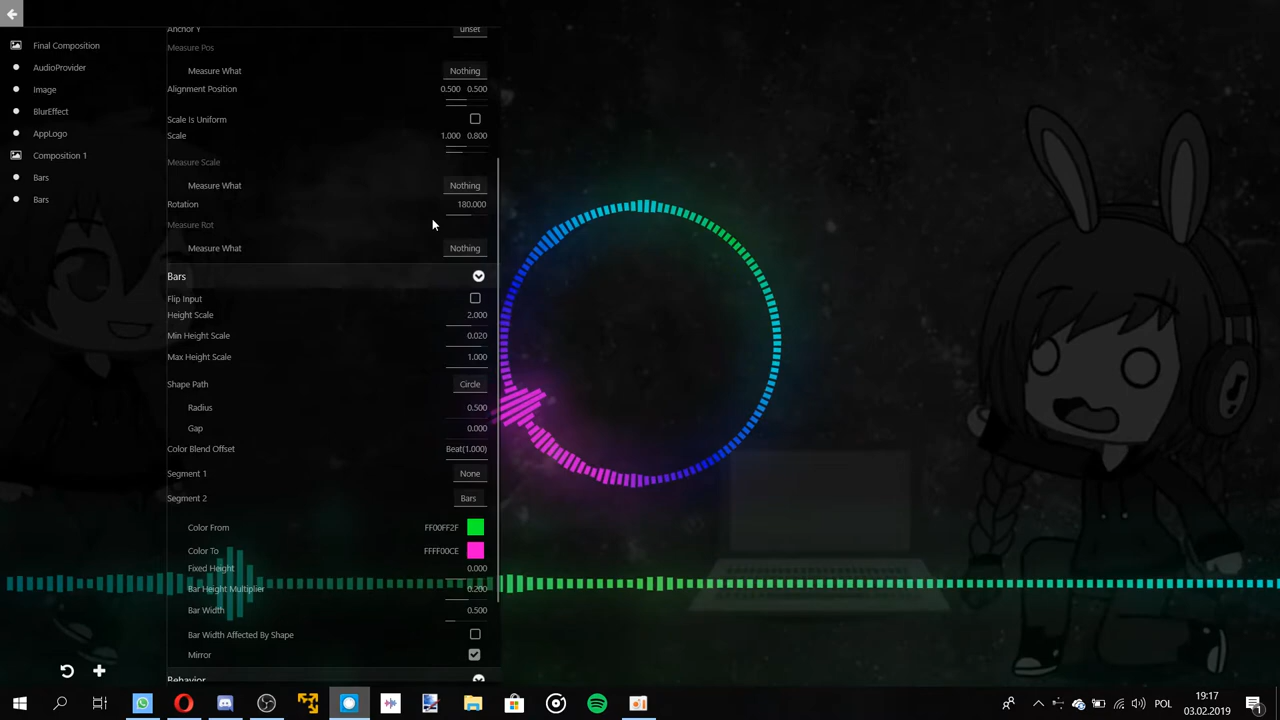 Anchor Y unset
Final Composition
Measure Pos
AudioProvider
Measure What Nothing
Image
Alignment Position 0.500 0.500
BlurEffect
Scale Is Uniform
AppLogo
Scale 1.000 0.800
Composition 1
Measure Scale
Bars
Measure What Nothing
Bars
Rotation 180.000
Measure Rot
Measure What Nothing
Bars
Flip Input
Height Scale 2.000
Min Height Scale 0.020
Max Height Scale 1.000
Shape Path Circle
Radius 0.500
Gap 0.000
Color Blend Offset Beat(1.000)
Segment 1 None
Segment 2 Bars
Color From FF00FF2F
Color To FFFF00CE
Fixed Height 0.000
Bar Height Multiplier 0.200
Bar Width 0.500
Bar Width Affected By Shape
Mirror
Behavior
POL
19:17
03.02.2019
1